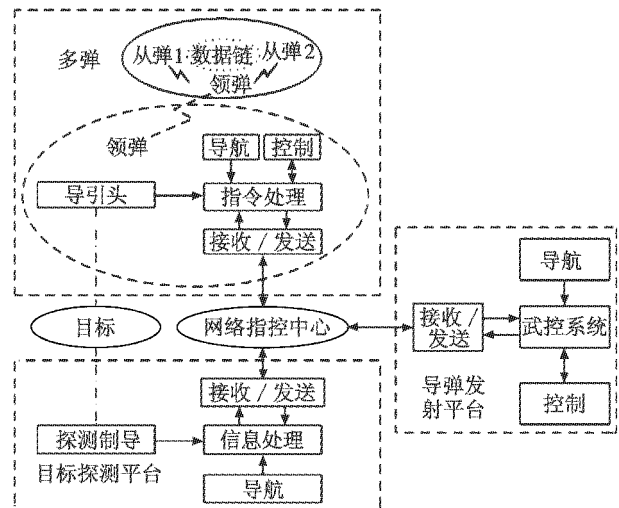 多弹
从弹1
数据链
从弹2
领弹
领弹
导航
控制
导引头
指令处理
接收/发送
目标
网络指控中心
接收/
发送
导航
武控系统
控制
导弹发
射平台
接收/发送
探测制导
信息处理
目标探测平台
导航